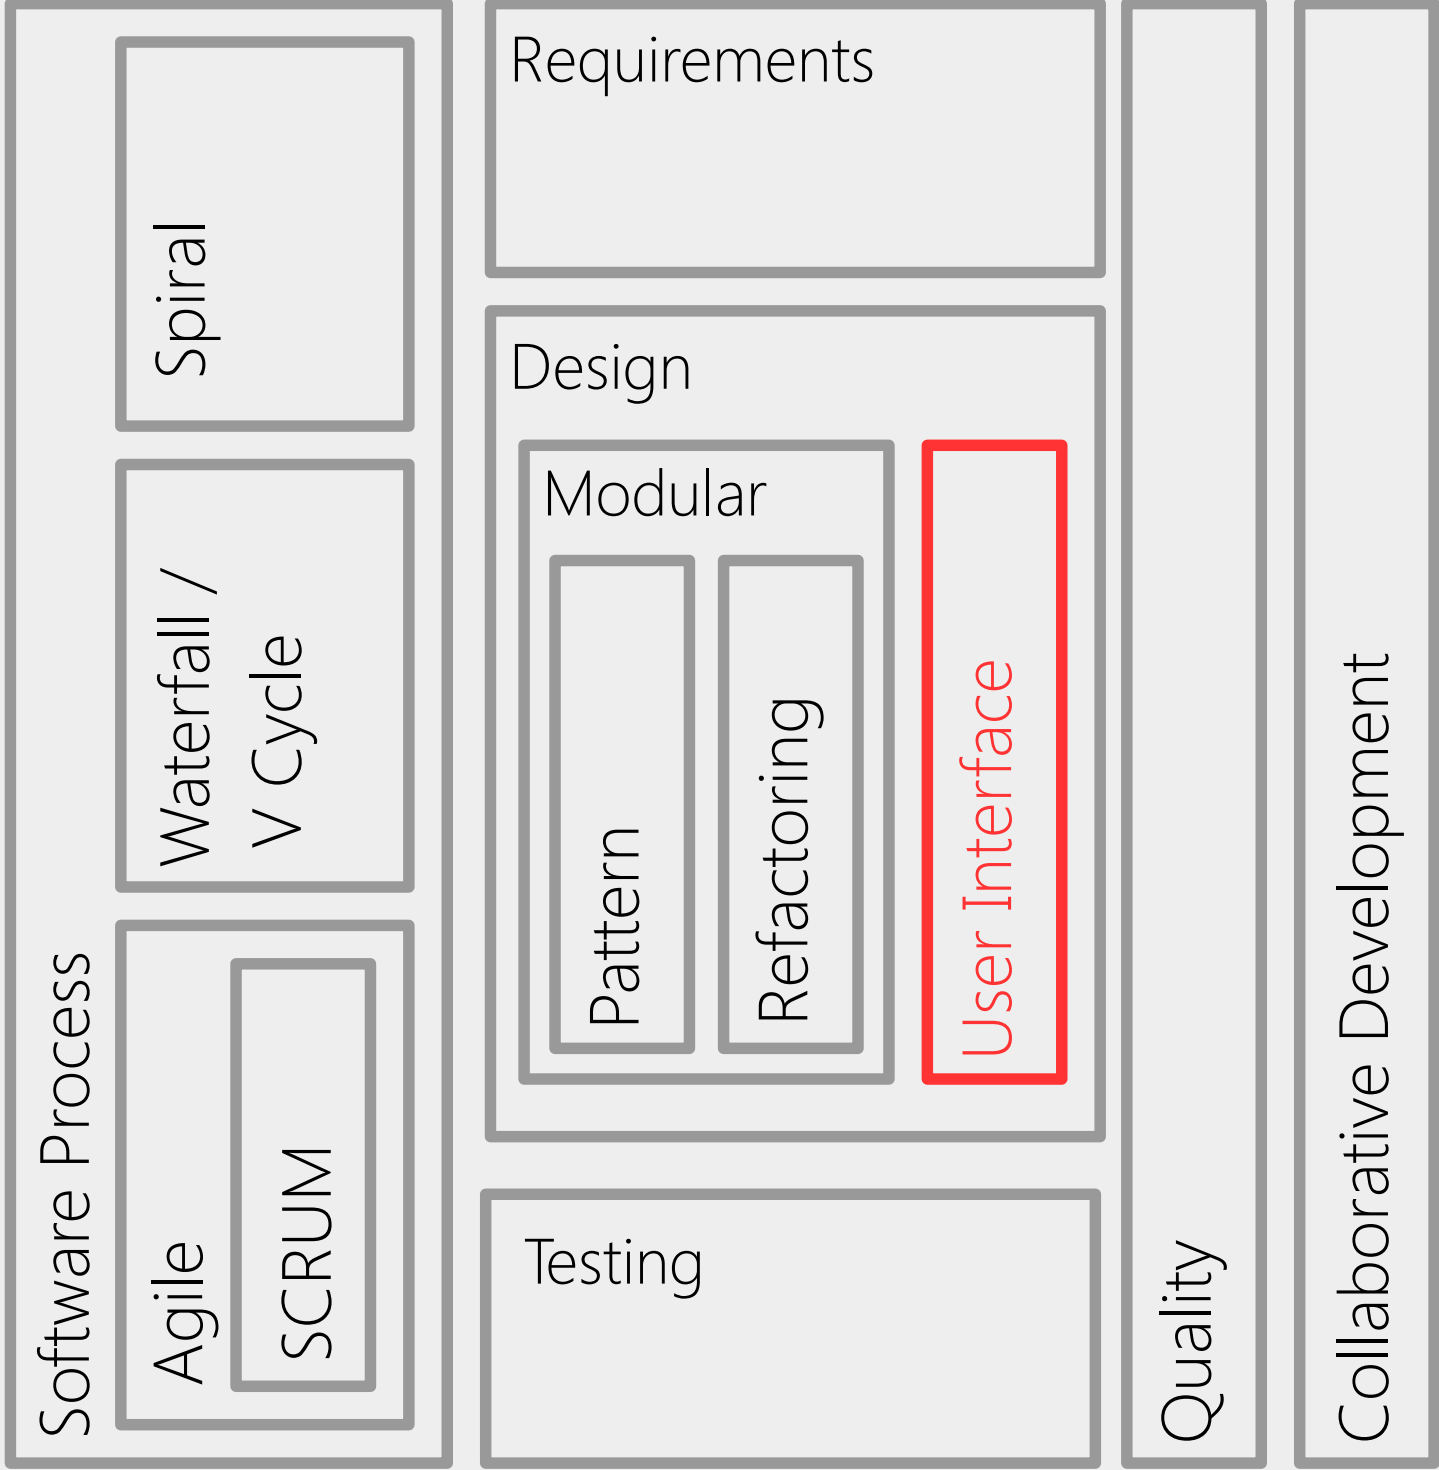 Software Process
Spiral
Waterfall /
V Cycle
Agile
SCRUM
Requirements
Design
Modular
Pattern
Refactoring
User Interface
Testing
Quality
Collaborative Development